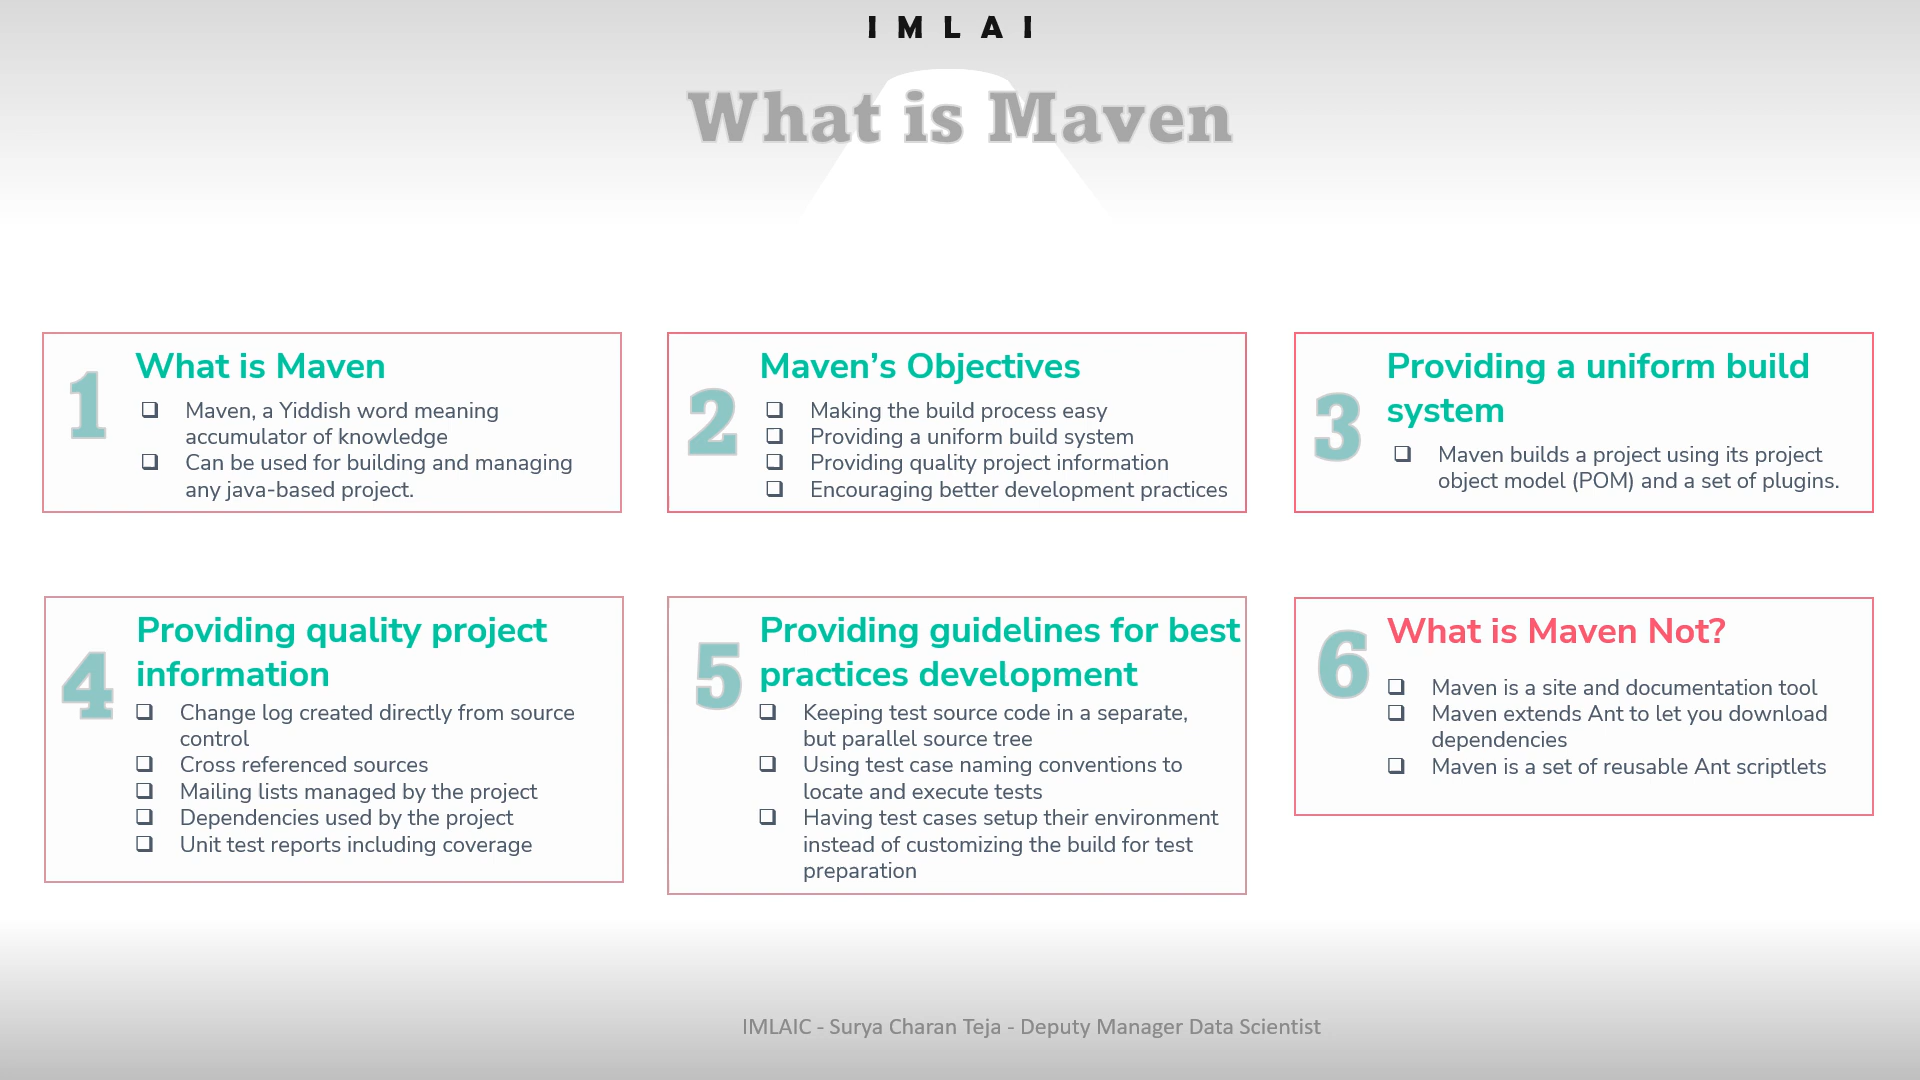 IMLAI
What is Maven
1
What is Maven
❑ Maven, a Yiddish word meaning
accumulator of knowledge
❑ Can be used for building and managing
any java-based project.
2
Maven’s Objectives
❑ Making the build process easy
❑ Providing a uniform build system
❑ Providing quality project information
❑ Encouraging better development practices
3
Providing a uniform build
system
❑ Maven builds a project using its project
object model (POM) and a set of plugins.
4
Providing quality project
information
❑ Change log created directly from source
control
❑ Cross referenced sources
❑ Mailing lists managed by the project
❑ Dependencies used by the project
❑ Unit test reports including coverage
5
Providing guidelines for best
practices development
❑ Keeping test source code in a separate,
but parallel source tree
❑ Using test case naming conventions to
locate and execute tests
❑ Having test cases setup their environment
instead of customizing the build for test
preparation
6
What is Maven Not?
❑ Maven is a site and documentation tool
❑ Maven extends Ant to let you download
dependencies
❑ Maven is a set of reusable Ant scriptlets
IMLAIC - Surya Charan Teja - Deputy Manager Data Scientist